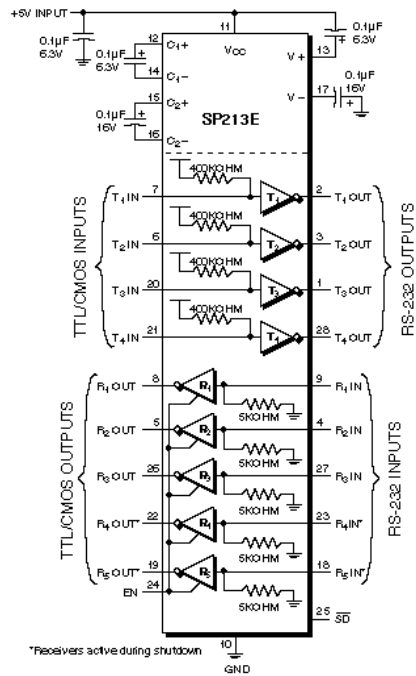 +5V INPUT
0.1µF
6.3V
11
VCC
0.1µF
6.3V
12
C1+
14
C1-
0.1µF
16V
15
C2+
16
C2-
SP213E
V+
13
0.1µF
6.3V
V-
17
0.1µF
16V
TTL/CMOS INPUTS
RS-232 OUTPUTS
400KOHM
T1 IN
7
T1
2
T1 OUT
400KOHM
T2 IN
6
T2
3
T2 OUT
400KOHM
T3 IN
20
T3
1
T3 OUT
400KOHM
T4 IN
21
T4
28
T4 OUT
TTL/CMOS OUTPUTS
RS-232 INPUTS
R1 OUT
8
R1
9
R1 IN
5KOHM
R2 OUT
5
R2
4
R2 IN
5KOHM
R3 OUT
26
R3
27
R3 IN
5KOHM
R4 OUT*
22
R4
23
R4 IN*
5KOHM
R5 OUT*
19
R5
18
R5 IN*
5KOHM
EN
24
25
SD
10
GND
*Receivers active during shutdown